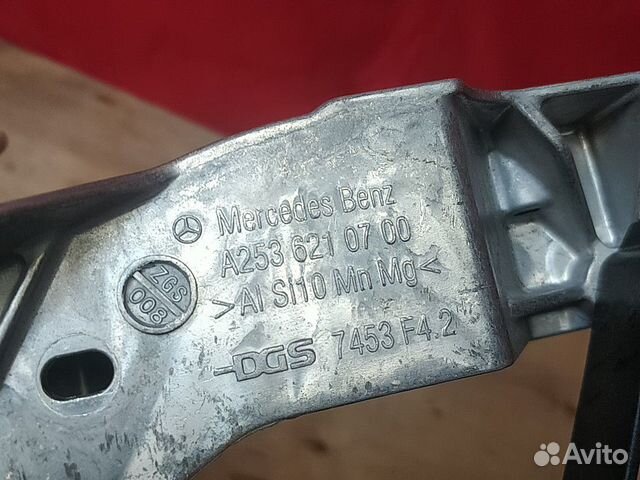 Mercedes Benz
A253 621 07 00
>Al Si10 Mn Mg<
DGS 7453 F4.2
ZGS
008
Avito